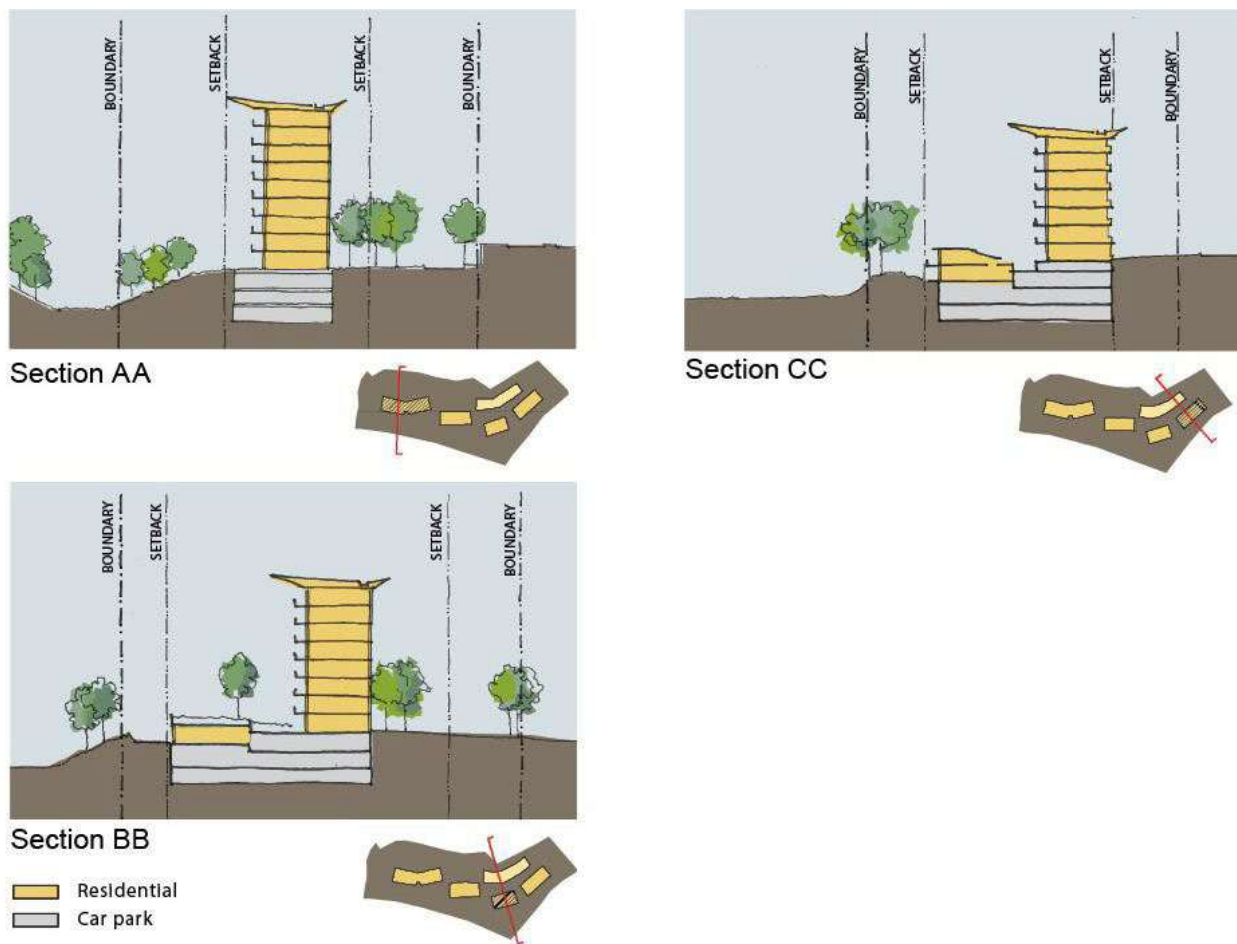 BOUNDARY
SETBACK
SETBACK
BOUNDARY
Section AA
BOUNDARY
SETBACK
SETBACK
BOUNDARY
Section CC
BOUNDARY
SETBACK
SETBACK
BOUNDARY
Section BB
Residential
Car park